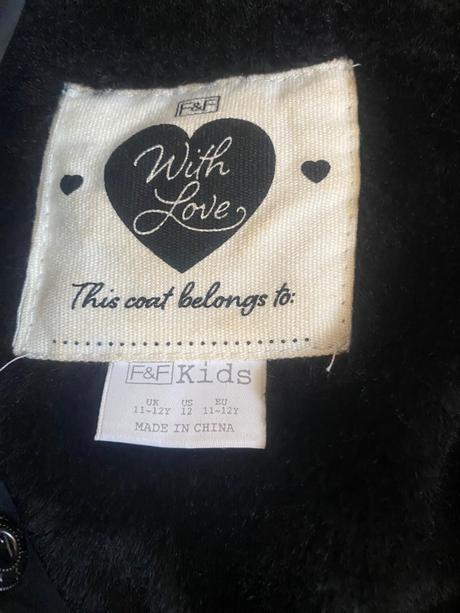 F&F
With
Love
This coat belongs to:
F&F Kids
UK US EU
11-12Y 12 11-12Y
MADE IN CHINA